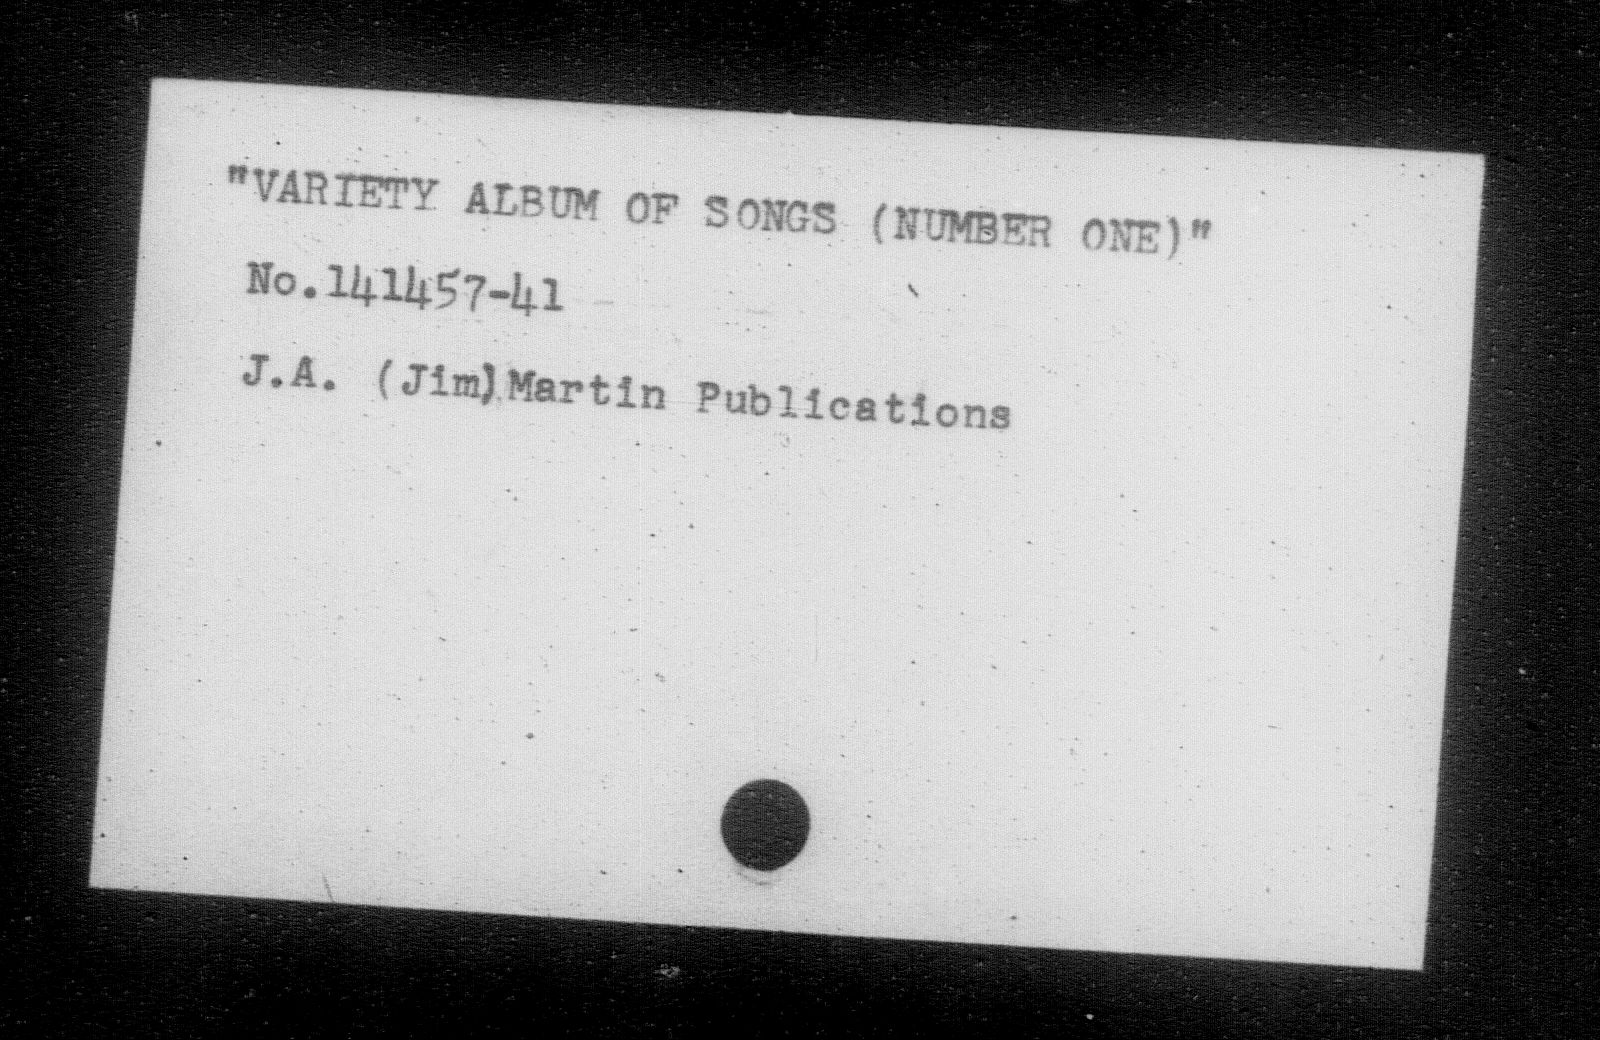 "VARIETY ALBUM OF SONGS (NUMBER ONE)"
No.141457-41
J.A. (Jim)Martin Publications